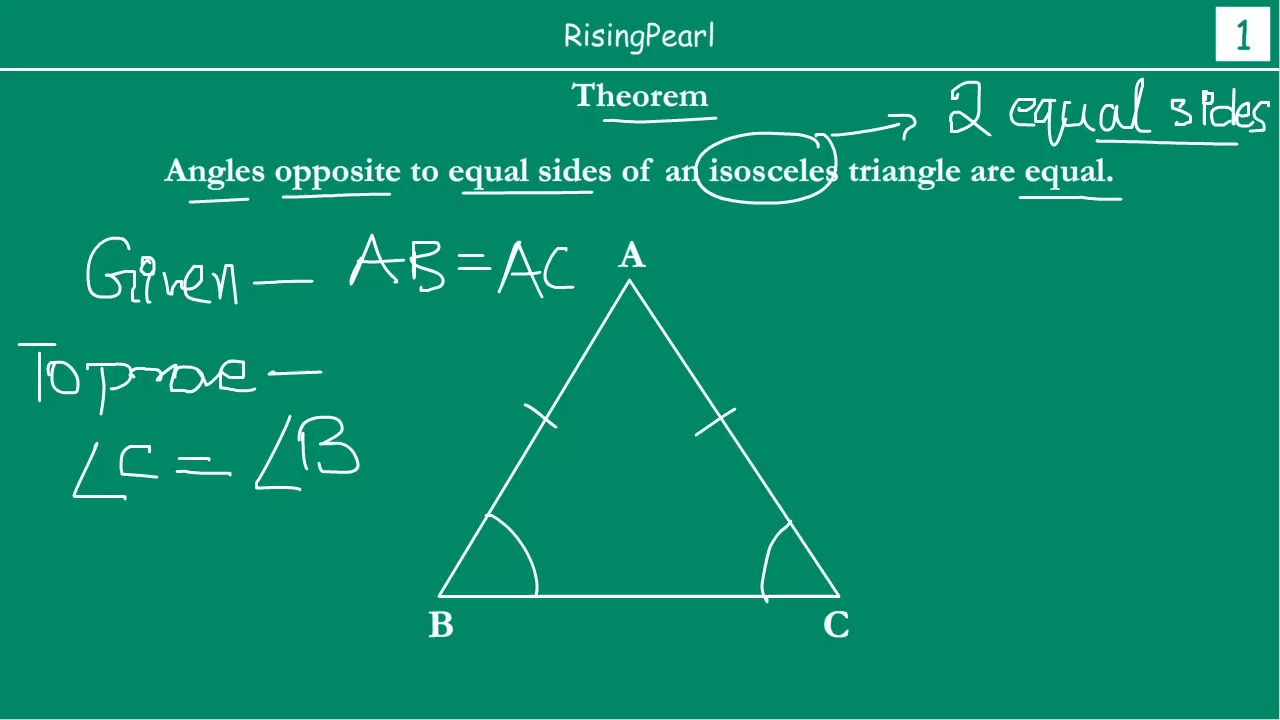 RisingPearl
1
Theorem
2 equal sides
Angles opposite to equal sides of an isosceles triangle are equal.
Given — AB = AC
A
To proe —
∠C = ∠B
B
C